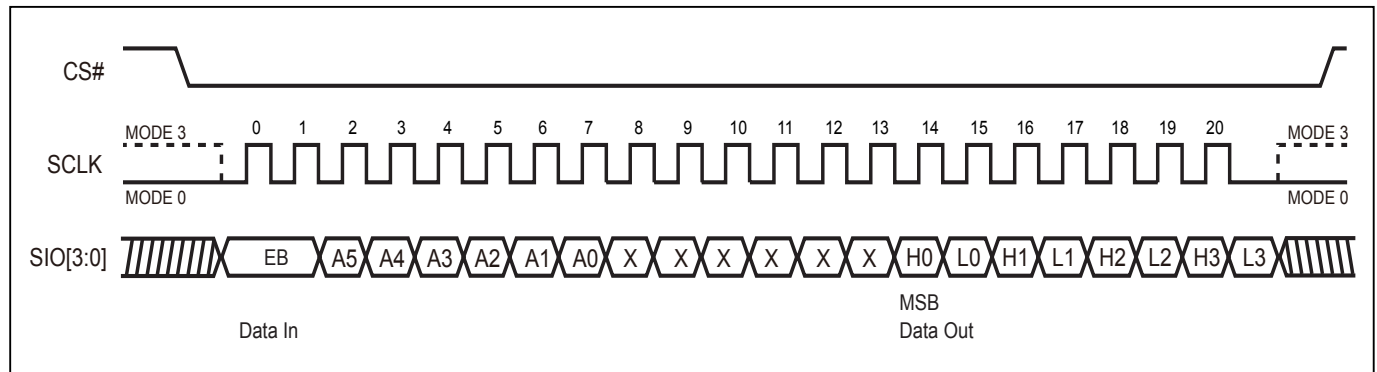 CS#
MODE 3 0 1 2 3 4 5 6 7 8 9 10 11 12 13 14 15 16 17 18 19 20 MODE 3
SCLK
MODE 0 MODE 0
SIO[3:0] EB A5 A4 A3 A2 A1 A0 X X X X X X H0 L0 H1 L1 H2 L2 H3 L3
MSB
Data In Data Out